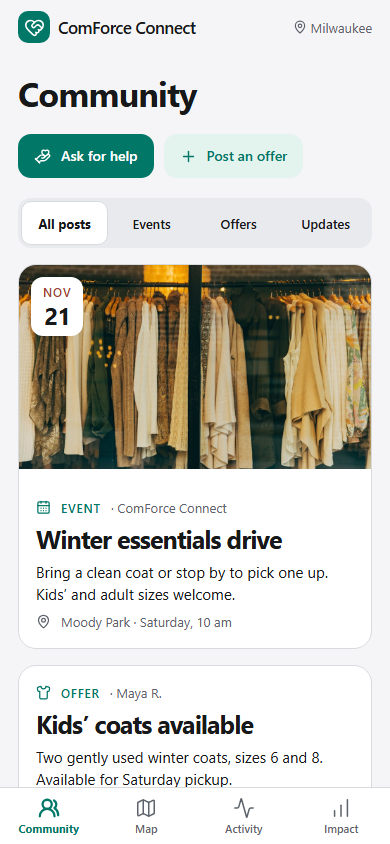 ComForce Connect
Milwaukee
Community
Ask for help
Post an offer
All posts
Events
Offers
Updates
NOV
21
EVENT · ComForce Connect
Winter essentials drive
Bring a clean coat or stop by to pick one up.
Kids’ and adult sizes welcome.
Moody Park · Saturday, 10 am
OFFER · Maya R.
Kids’ coats available
Two gently used winter coats, sizes 6 and 8.
Available for Saturday pickup.
Community
Map
Activity
Impact